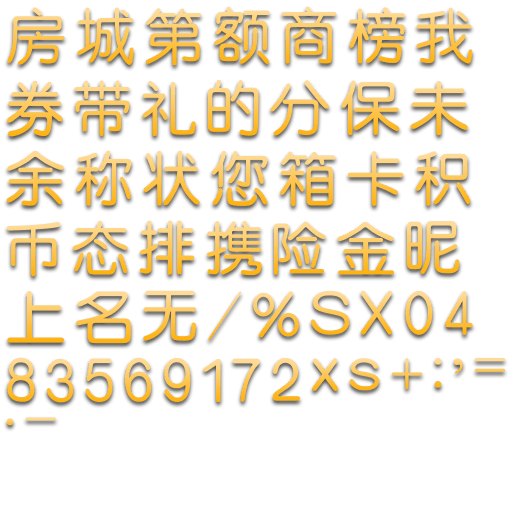 房城第额商榜我
券带礼的分保未
余称状您箱卡积
币态排携险金昵
上名无/%SX04
83569172xs+:,=
.-